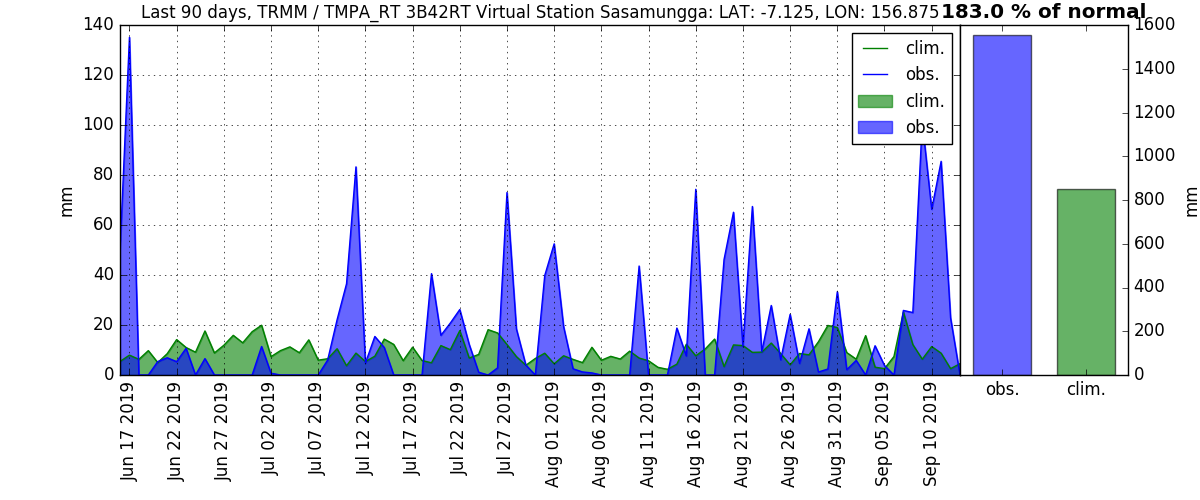 Last 90 days, TRMM / TMPA_RT 3B42RT Virtual Station Sasamungga: LAT: -7.125, LON: 156.875 183.0 % of normal
140
120
100
80
60
40
20
0
mm
clim.
obs.
clim.
obs.
1600
1400
1200
1000
800
600
400
200
0
mm
Jun 17 2019
Jun 22 2019
Jun 27 2019
Jul 02 2019
Jul 07 2019
Jul 12 2019
Jul 17 2019
Jul 22 2019
Jul 27 2019
Aug 01 2019
Aug 06 2019
Aug 11 2019
Aug 16 2019
Aug 21 2019
Aug 26 2019
Aug 31 2019
Sep 05 2019
Sep 10 2019
obs.
clim.